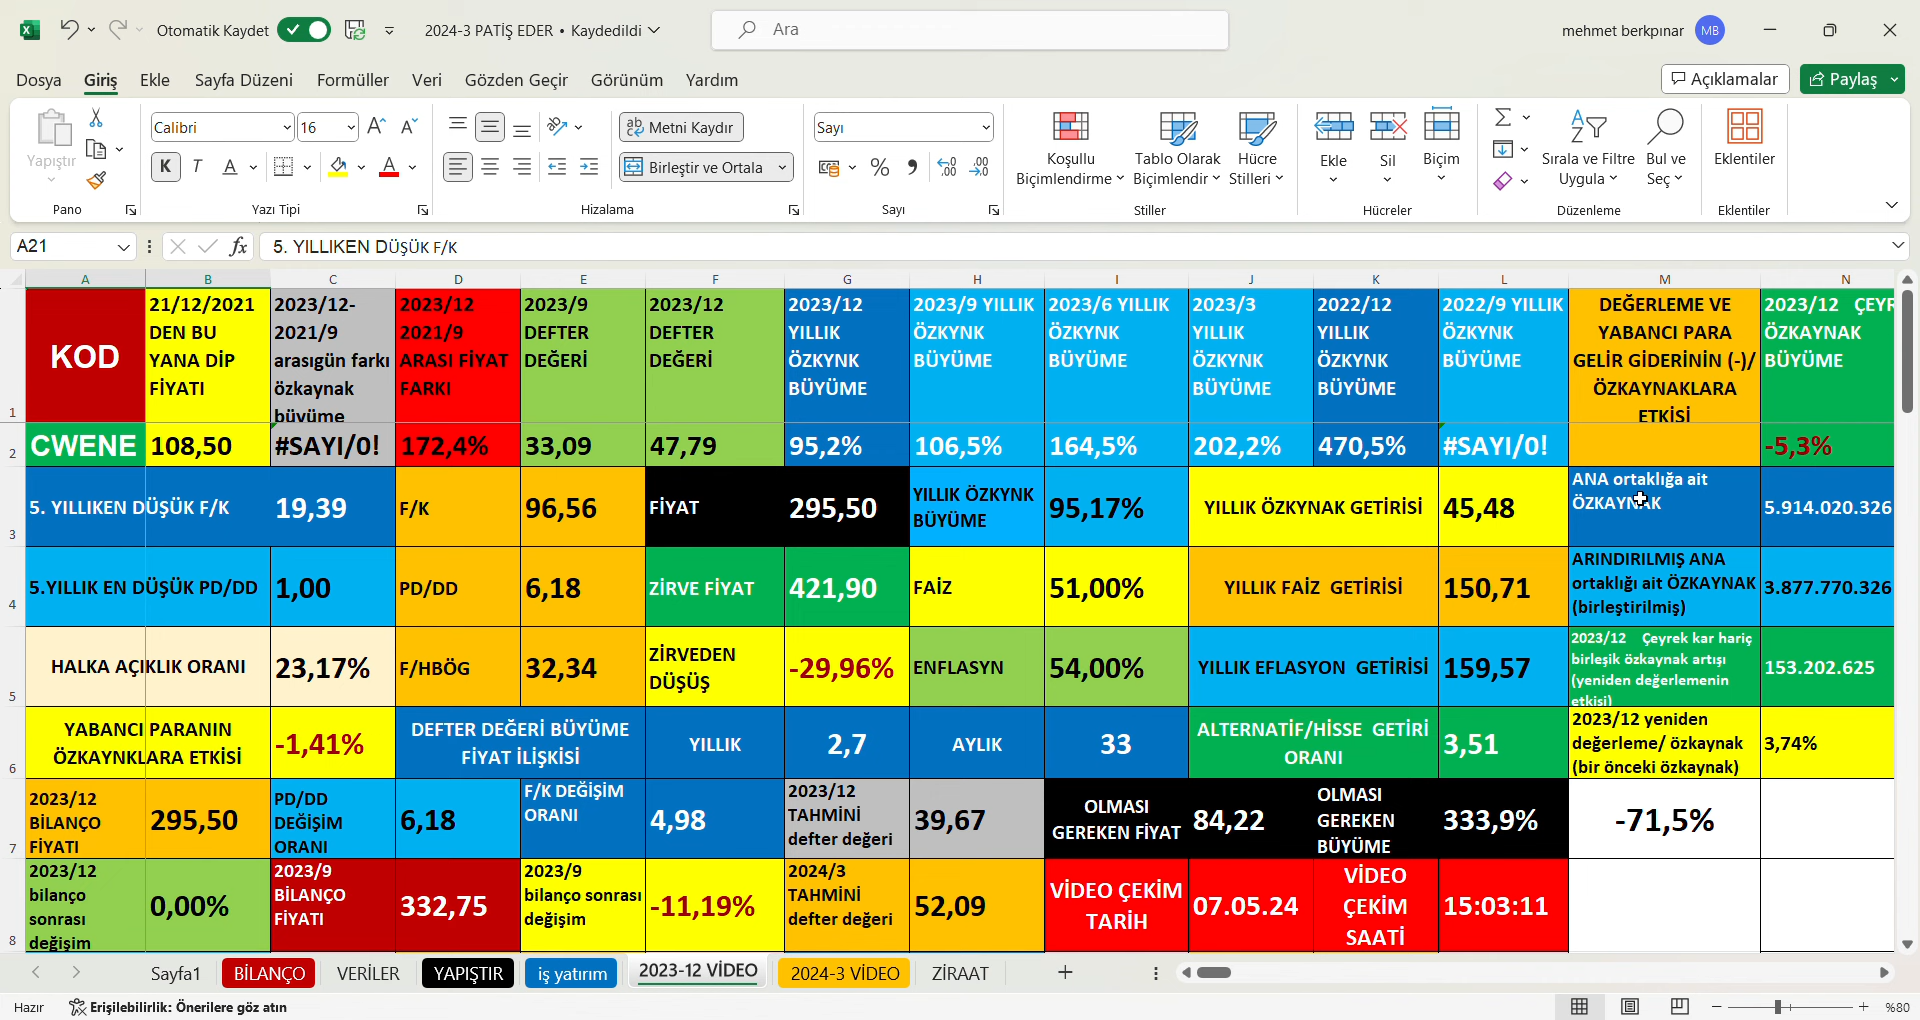 Otomatik Kaydet
2024-3 PATİŞ EDER • Kaydedildi
Ara
mehmet berkpınar
MB
Dosya Giriş Ekle Sayfa Düzeni Formüller Veri Gözden Geçir Görünüm Yardım
Açıklamalar
Paylaş
Yapıştır
Pano
Calibri
16
K T A
A
Yazı Tipi
Metni Kaydır
Birleştir ve Ortala
Hizalama
Sayı
Sayı
Koşullu
Biçimlendirme
Tablo Olarak
Biçimlendir
Hücre
Stilleri
Stiller
Ekle
Sil
Biçim
Hücreler
Sırala ve Filtre
Uygula
Bul ve
Seç
Düzenleme
Eklentiler
Eklentiler
A21
fx
5. YILLIKEN DÜŞÜK F/K
A B C D E F G H I J K L M N
1
KOD
21/12/2021
DEN BU
YANA DİP
FİYATI
2023/12-
2021/9
arasıgün farkı
özkaynak
büyüme
2023/12
2021/9
ARASI FİYAT
FARKI
2023/9
DEFTER
DEĞERİ
2023/12
DEFTER
DEĞERİ
2023/12
YILLIK
ÖZKYNK
BÜYÜME
2023/9 YILLIK
ÖZKYNK
BÜYÜME
2023/6 YILLIK
ÖZKYNK
BÜYÜME
2023/3
YILLIK
ÖZKYNK
BÜYÜME
2022/12
YILLIK
ÖZKYNK
BÜYÜME
2022/9 YILLIK
ÖZKYNK
BÜYÜME
DEĞERLEME VE
YABANCI PARA
GELİR GİDERİNİN (-)/
ÖZKAYNAKLARA
ETKİSİ
2023/12 ÇEYR
ÖZKAYNAK
BÜYÜME
2
CWENE 108,50 #SAYI/0! 172,4% 33,09 47,79 95,2% 106,5% 164,5% 202,2% 470,5% #SAYI/0! -5,3%
3
5. YILLIKEN DÜŞÜK F/K 19,39 F/K 96,56 FİYAT 295,50
YILLIK ÖZKYNK
BÜYÜME
95,17% YILLIK ÖZKYNAK GETİRİSİ 45,48
ANA ortaklığa ait
ÖZKAYNAK
5.914.020.326
4
5.YILLIK EN DÜŞÜK PD/DD 1,00 PD/DD 6,18 ZİRVE FİYAT 421,90 FAİZ 51,00% YILLIK FAİZ GETİRİSİ 150,71
ARINDIRILMIŞ ANA
ortaklığı ait ÖZKAYNAK
(birleştirilmiş)
3.877.770.326
5
HALKA AÇIKLIK ORANI 23,17% F/HBÖG 32,34
ZİRVEDEN
DÜŞÜŞ
-29,96% ENFLASYN 54,00% YILLIK EFLASYON GETİRİSİ 159,57
2023/12 Çeyrek kar hariç
birleşik özkaynak artışı
(yeniden değerlemenin
etkisi)
153.202.625
6
YABANCI PARANIN
ÖZKAYNKLARA ETKİSİ
-1,41%
DEFTER DEĞERİ BÜYÜME
FİYAT İLİŞKİSİ
YILLIK 2,7 AYLIK 33
ALTERNATİF/HİSSE GETİRİ
ORANI
3,51
2023/12 yeniden
değerleme/ özkaynak
(bir önceki özkaynak)
3,74%
7
2023/12
BİLANÇO
FİYATI
295,50
PD/DD
DEĞİŞİM
ORANI
6,18
F/K DEĞİŞİM
ORANI
4,98
2023/12
TAHMİNİ
defter değeri
39,67
OLMASI
GEREKEN FİYAT
84,22
OLMASI
GEREKEN
BÜYÜME
333,9%
-71,5%
8
2023/12
bilanço
sonrası
değişim
0,00%
2023/9
BİLANÇO
FİYATI
332,75
2023/9
bilanço sonrası
değişim
-11,19%
2024/3
TAHMİNİ
defter değeri
52,09
VİDEO ÇEKİM
TARİH
07.05.24
VİDEO
ÇEKİM
SAATİ
15:03:11
Sayfa1 BİLANÇO VERİLER YAPIŞTIR iş yatırım 2023-12 VİDEO 2024-3 VİDEO ZİRAAT
Hazır
Erişilebilirlik: Önerilere göz atın
%80